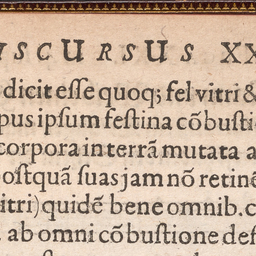 ISCURSUS XX
dicit esse quoq; fel vitri &
pus ipsum festina cõbusti
corpora in terrã mutata a
ostquã suas jam nõ retinẽ
itri) quidẽ bene omnib. c
ab omni cõbustione def